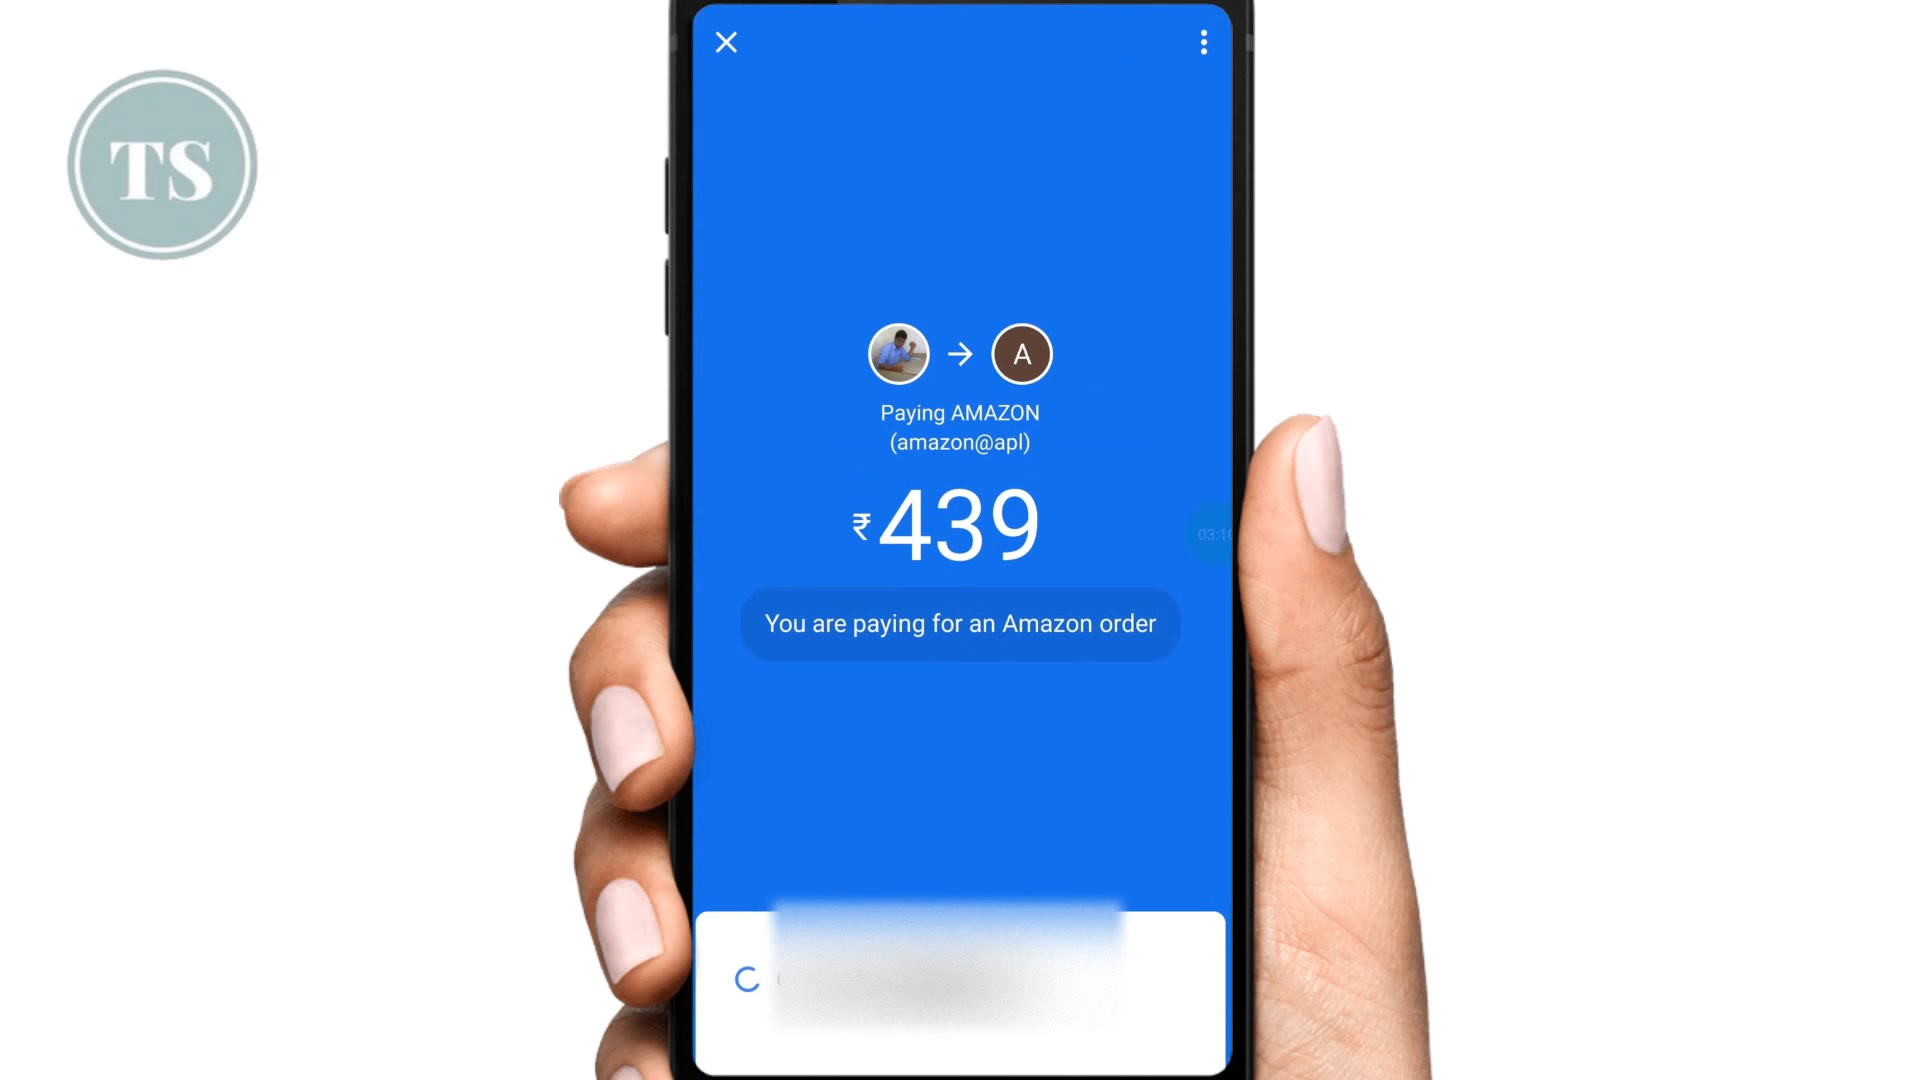 TS
A
Paying AMAZON
(amazon@apl)
₹439
You are paying for an Amazon order